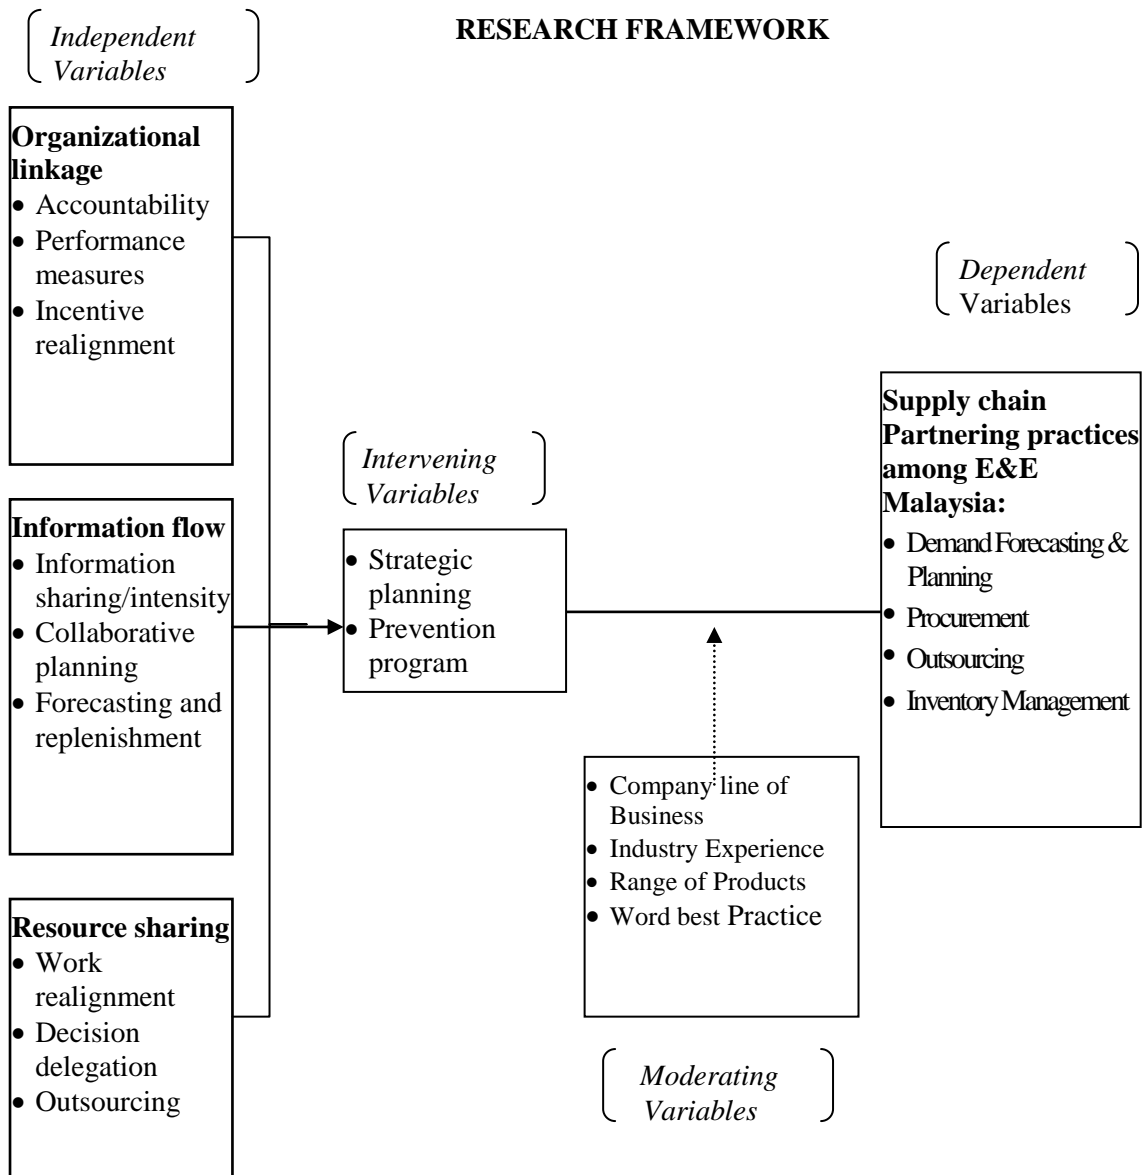 RESEARCH FRAMEWORK
Independent
Variables
Organizational
linkage
• Accountability
• Performance
measures
• Incentive
realignment
Information flow
• Information
sharing/intensity
• Collaborative
planning
• Forecasting and
replenishment
Resource sharing
• Work
realignment
• Decision
delegation
• Outsourcing
Intervening
Variables
• Strategic
planning
• Prevention
program
• Company line of
Business
• Industry Experience
• Range of Products
• Word best Practice
Moderating
Variables
Dependent
Variables
Supply chain
Partnering practices
among E&E
Malaysia:
• Demand Forecasting &
Planning
• Procurement
• Outsourcing
• Inventory Management